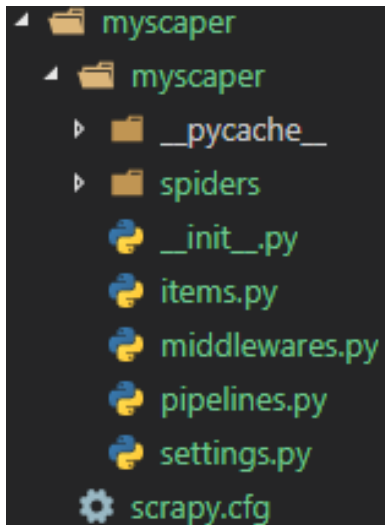 myscaper
myscaper
__pycache__
spiders
__init__.py
items.py
middlewares.py
pipelines.py
settings.py
scrapy.cfg